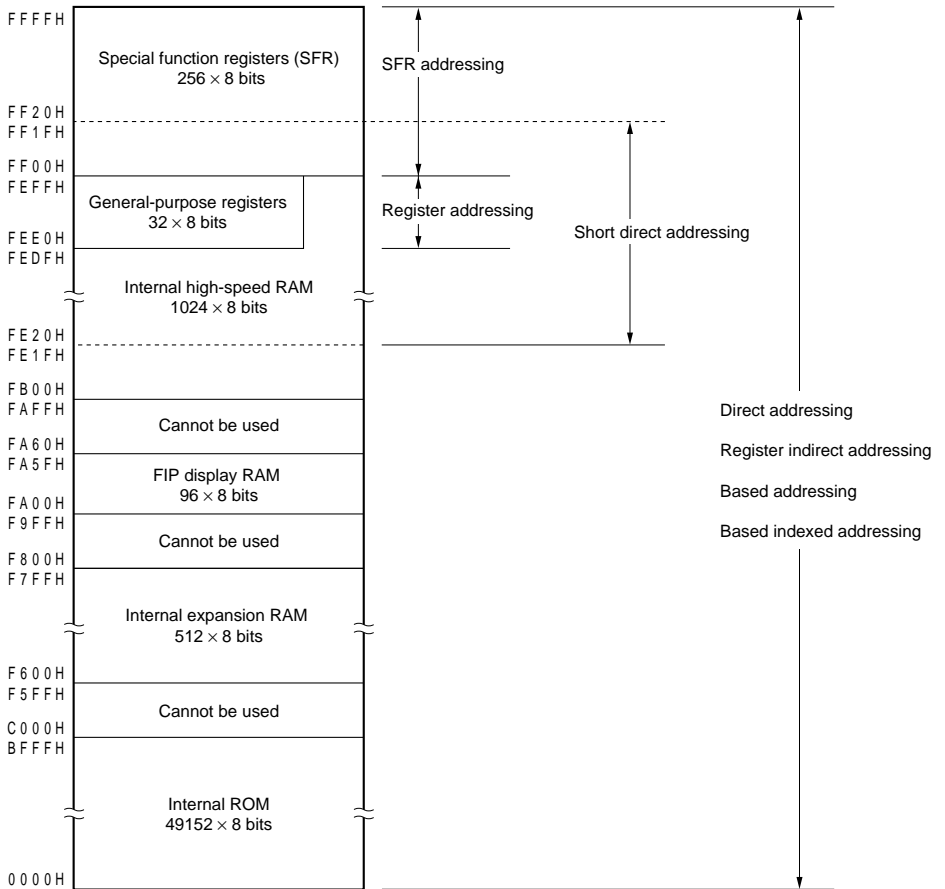 FFFFH
Special function registers (SFR)
256 × 8 bits
SFR addressing
FF20H
FF1FH
FF00H
FEFFH
General-purpose registers
32 × 8 bits
Register addressing
Short direct addressing
FEE0H
FEDFH
Internal high-speed RAM
1024 × 8 bits
FE20H
FE1FH
FB00H
FAFFH
Cannot be used
Direct addressing
FA60H
FA5FH
Register indirect addressing
FIP display RAM
96 × 8 bits
Based addressing
FA00H
F9FFH
Cannot be used
Based indexed addressing
F800H
F7FFH
Internal expansion RAM
512 × 8 bits
F600H
F5FFH
Cannot be used
C000H
BFFFH
Internal ROM
49152 × 8 bits
0000H